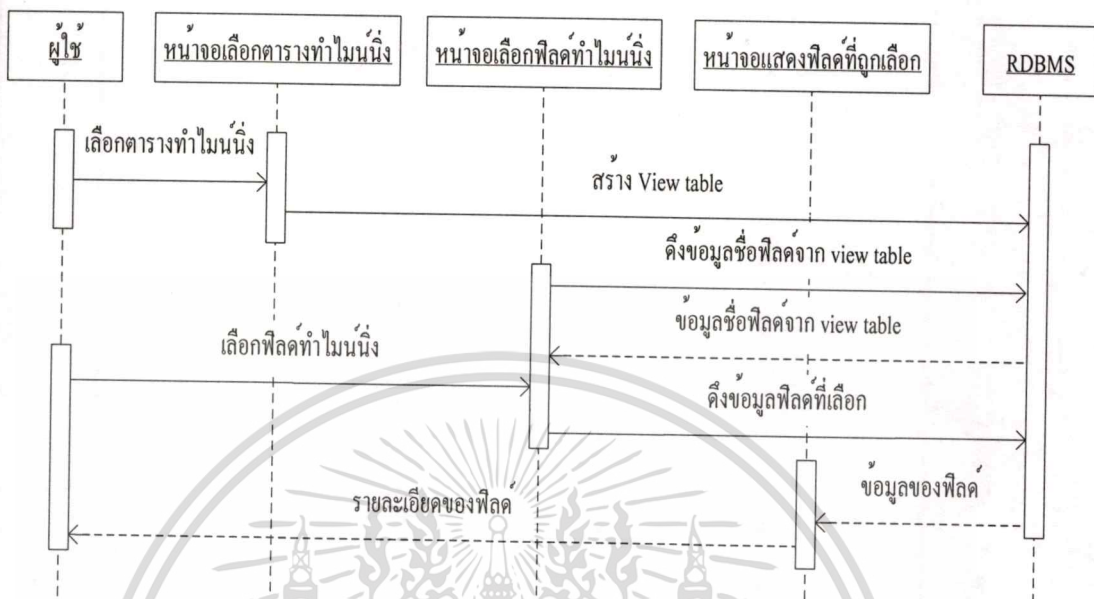 ผู้ใช้
หน้าจอเลือกตารางทำไมน์นิ่ง
หน้าจอเลือกฟิลด์ทำไมน์นิ่ง
หน้าจอแสดงฟิลด์ที่ถูกเลือก
RDBMS
เลือกตารางทำไมน์นิ่ง
สร้าง View table
ดึงข้อมูลชื่อฟิลด์จาก view table
ข้อมูลชื่อฟิลด์จาก view table
เลือกฟิลด์ทำไมน์นิ่ง
ดึงข้อมูลฟิลด์ที่เลือก
ข้อมูลของฟิลด์
รายละเอียดของฟิลด์